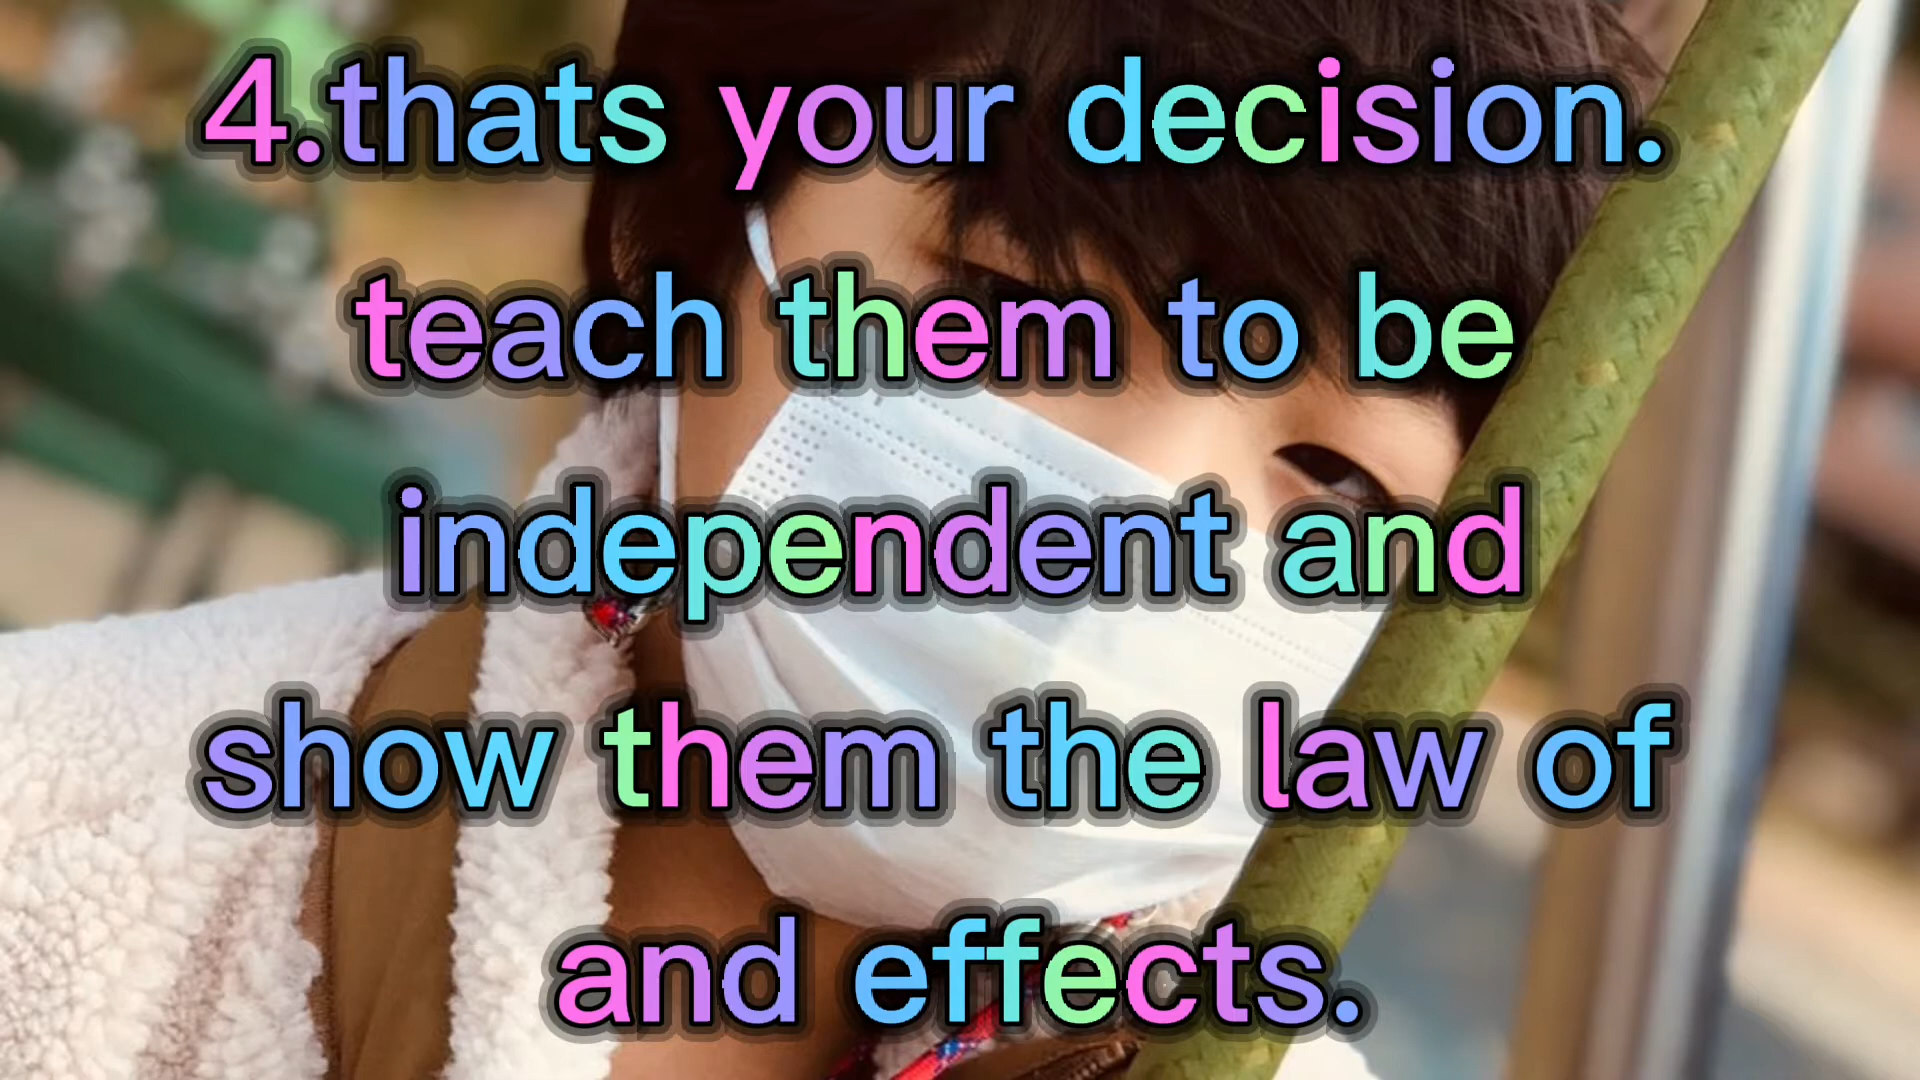 4.thats your decision.
teach them to be
independent and
show them the law of
and effects.